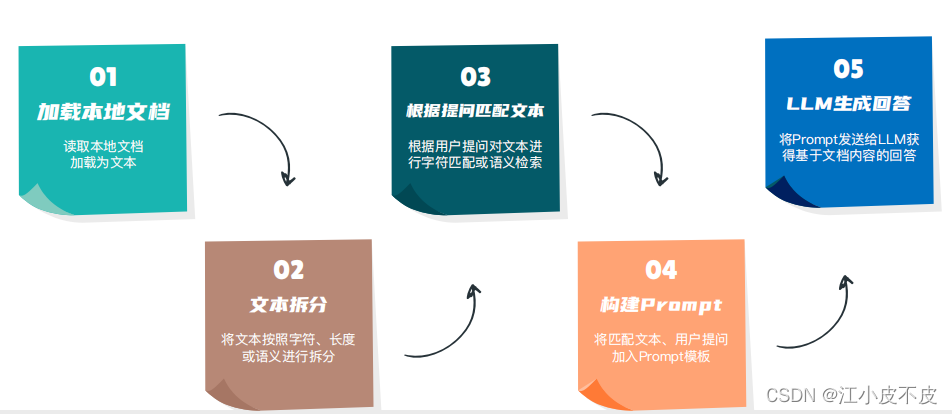 01
加载本地文档
读取本地文档
加载为文本
02
文本拆分
将文本按照字符、长度
或语义进行拆分
03
根据提问匹配文本
根据用户提问对文本进
行字符匹配或语义检索
04
构建Prompt
将匹配文本、用户提问
加入Prompt模板
05
LLM生成回答
将Prompt发送给LLM获
得基于文档内容的回答
CSDN @江小皮不皮